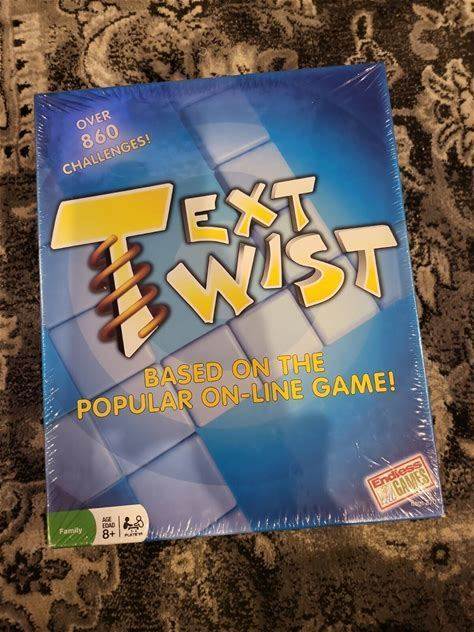 OVER
860
CHALLENGES!
TEXT
TWIST
BASED ON THE
POPULAR ON-LINE GAME!
Endless
GAMES
Family
AGE
EDAD
8+